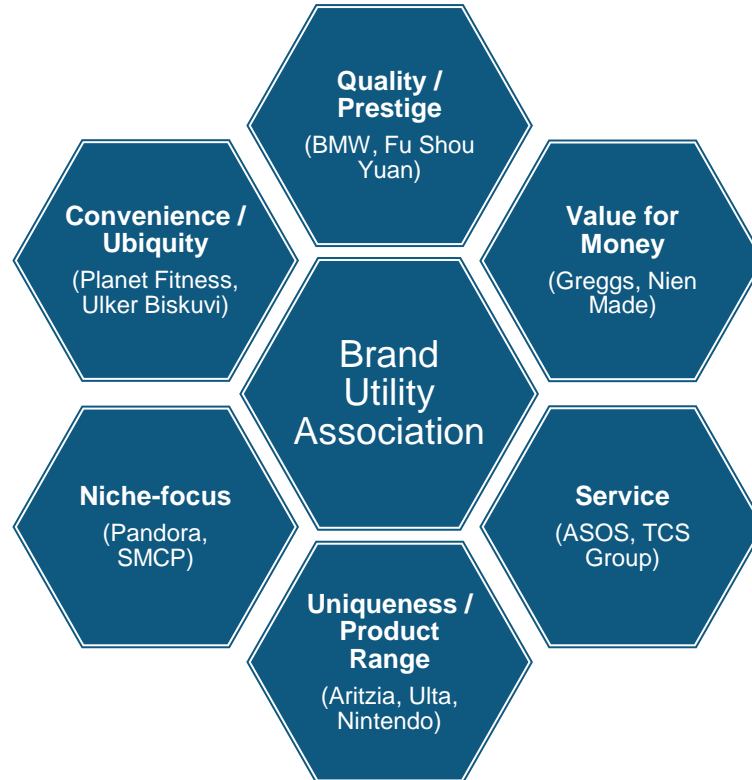 Quality /
Prestige
(BMW, Fu Shou
Yuan)
Convenience /
Ubiquity
(Planet Fitness,
Ulker Biskuvi)
Value for
Money
(Greggs, Nien
Made)
Brand
Utility
Association
Niche-focus
(Pandora,
SMCP)
Service
(ASOS, TCS
Group)
Uniqueness /
Product
Range
(Aritzia, Ulta,
Nintendo)